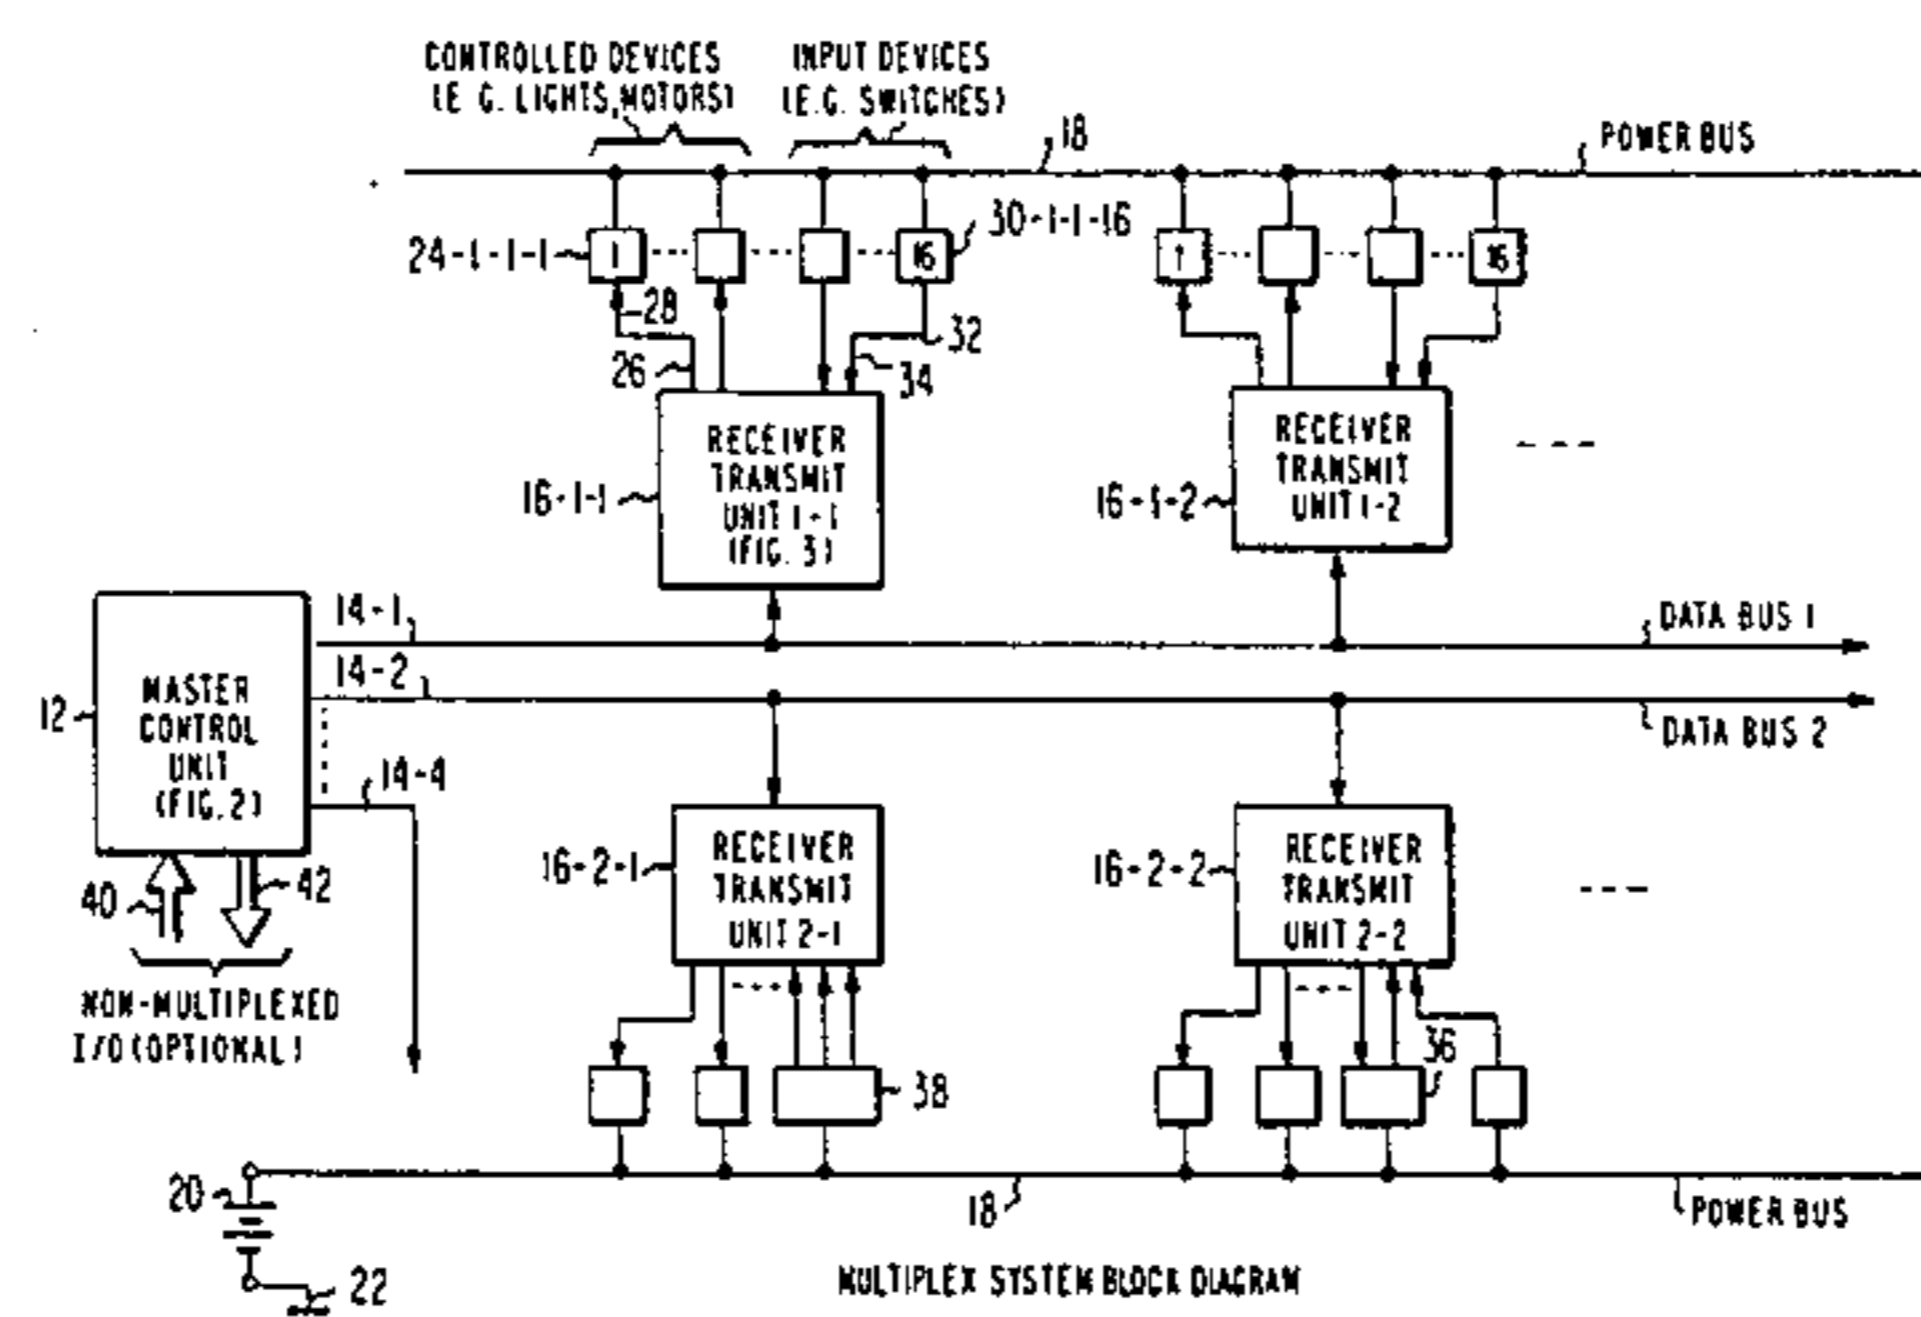 CONTROLLED DEVICES
(E.G. LIGHTS, MOTORS)
INPUT DEVICES
(E.G. SWITCHES)
18
POWER BUS
24-1-1-1
1
16
30-1-1-16
1
16
28
26
32
34
RECEIVER
TRANSMIT
UNIT 1-1
(FIG. 3)
16-1-1
RECEIVER
TRANSMIT
UNIT 1-2
16-1-2
14-1
DATA BUS 1
14-2
DATA BUS 2
12
MASTER
CONTROL
UNIT
(FIG. 2)
14-4
40
42
NON-MULTIPLEXED
I/O (OPTIONAL)
16-2-1
RECEIVER
TRANSMIT
UNIT 2-1
16-2-2
RECEIVER
TRANSMIT
UNIT 2-2
38
36
20
22
18
POWER BUS
MULTIPLEX SYSTEM BLOCK DIAGRAM